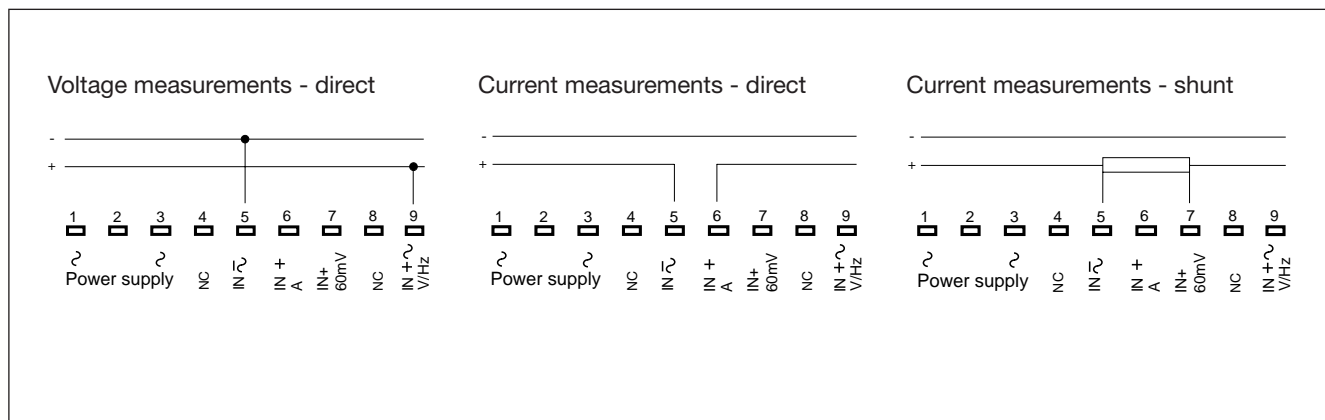 Voltage measurements - direct
-
+
1 2 3 4 5 6 7 8 9
~ ~
Power supply
NC
IN ~
IN +
A
IN+
60mV
NC
IN + ~
V/Hz
Current measurements - direct
-
+
1 2 3 4 5 6 7 8 9
~ ~
Power supply
NC
IN ~
IN +
A
IN+
60mV
NC
IN + ~
V/Hz
Current measurements - shunt
-
+
1 2 3 4 5 6 7 8 9
~ ~
Power supply
NC
IN ~
IN +
A
IN+
60mV
NC
IN + ~
V/Hz